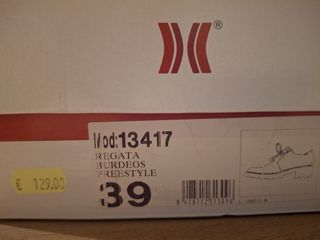 ®
Mod:13417
REGATA
BURDEOS
FREESTYLE
39
€ 129.00